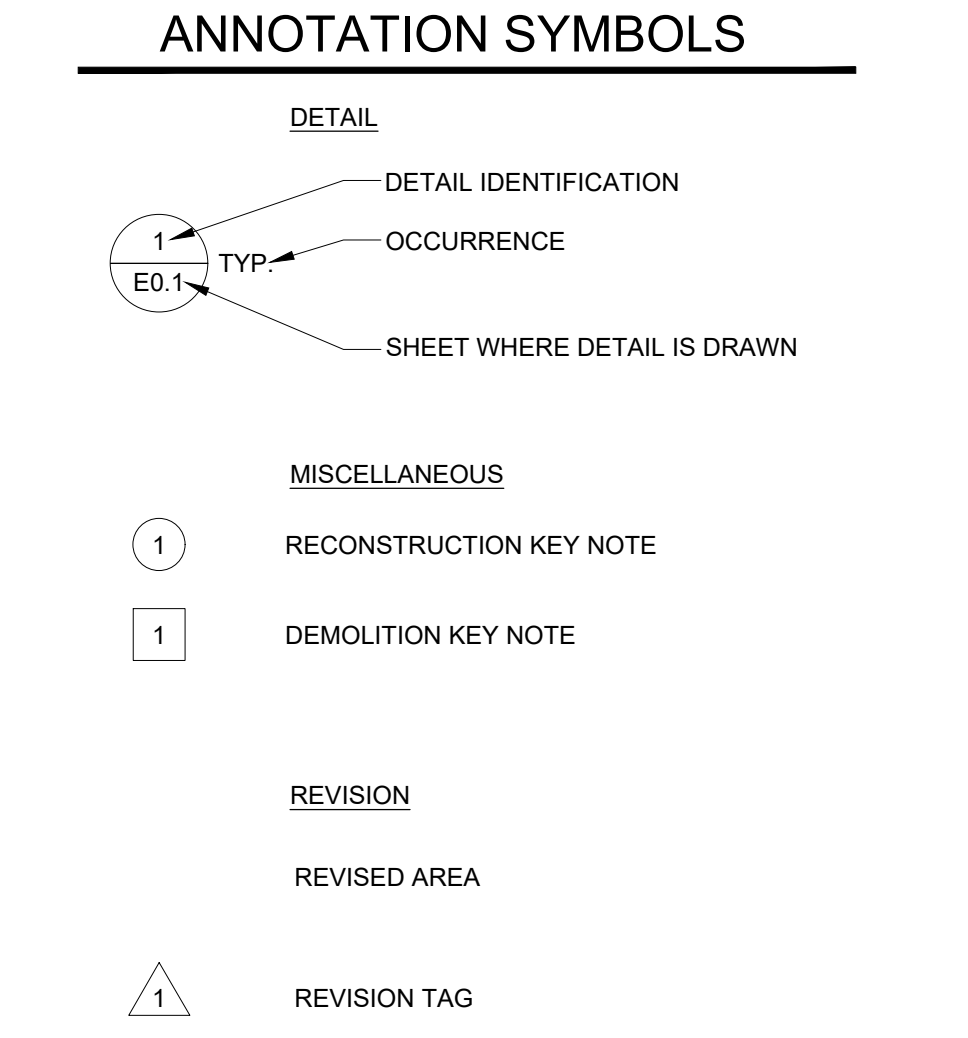 ANNOTATION SYMBOLS
DETAIL
DETAIL IDENTIFICATION
1
OCCURRENCE
TYP.
E0.1
SHEET WHERE DETAIL IS DRAWN
MISCELLANEOUS
1 RECONSTRUCTION KEY NOTE
1 DEMOLITION KEY NOTE
REVISION
REVISED AREA
1 REVISION TAG